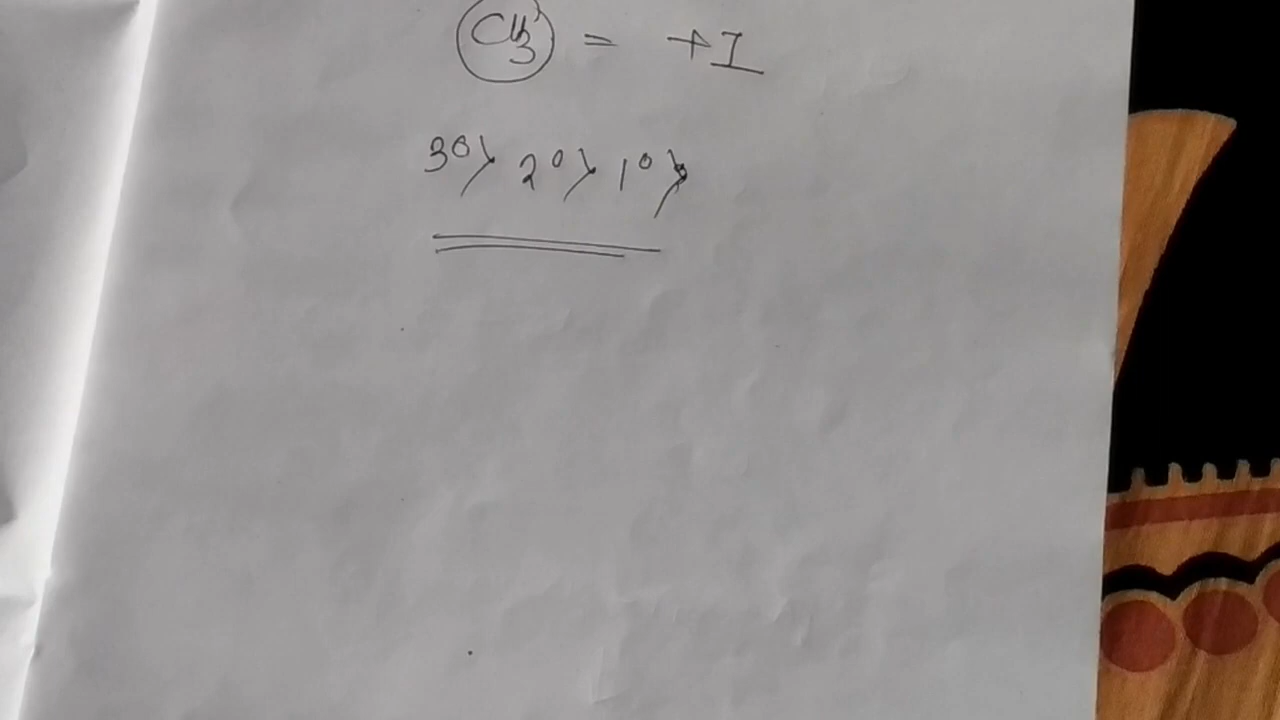 CH3 = +I
3° > 2° > 1° >